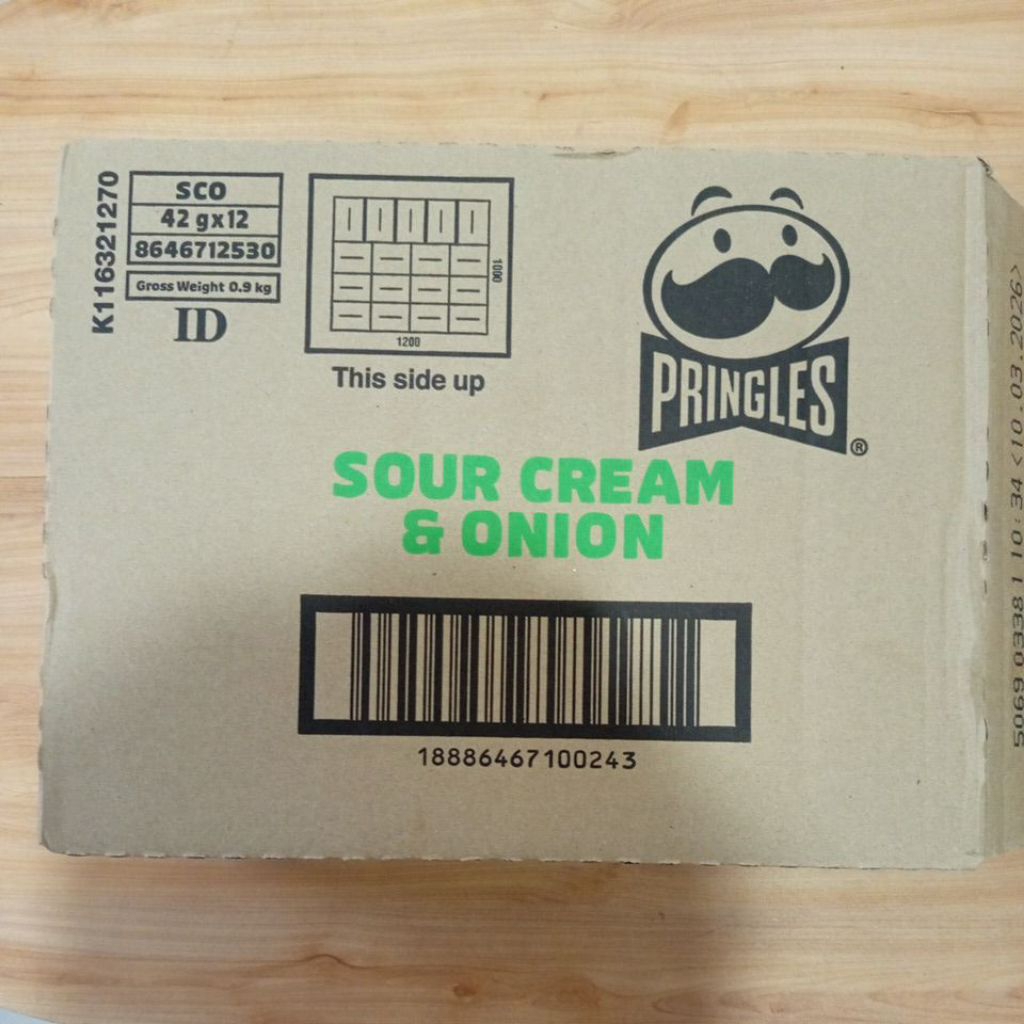 K116321270
SCO
42 gx12
8646712530
Gross Weight 0.9 kg
ID
1000
1200
This side up
PRINGLES
®
SOUR CREAM
& ONION
18886467100243
5069 0338 1 10:34 <10.03.2026>